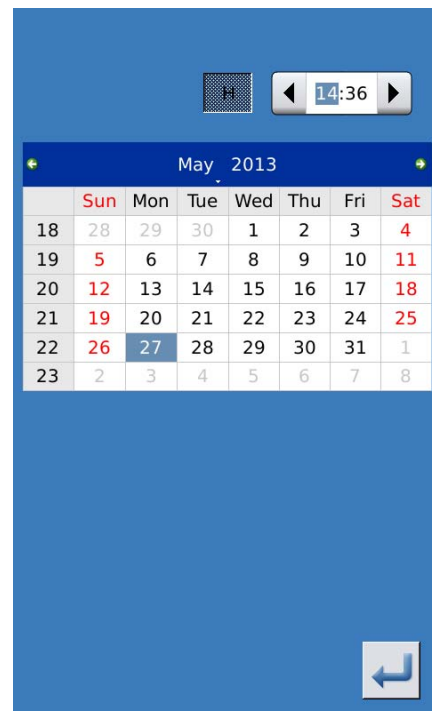 H 14:36
May 2013
Sun Mon Tue Wed Thu Fri Sat
18 28 29 30 1 2 3 4
19 5 6 7 8 9 10 11
20 12 13 14 15 16 17 18
21 19 20 21 22 23 24 25
22 26 27 28 29 30 31 1
23 2 3 4 5 6 7 8